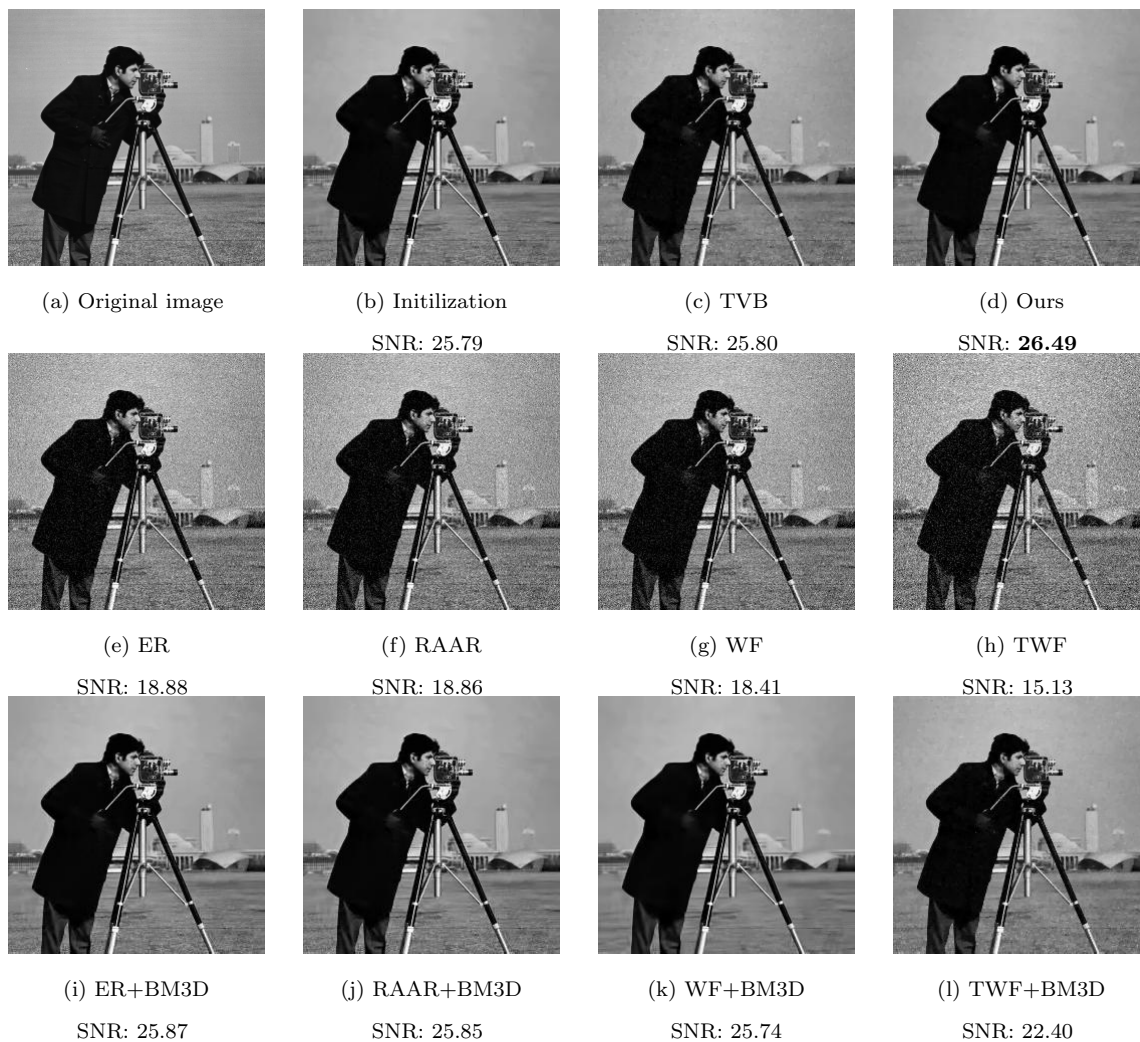 (a) Original image
(b) Initilization
(c) TVB
(d) Ours
SNR: 25.79
SNR: 25.80
SNR: 26.49
(e) ER
(f) RAAR
(g) WF
(h) TWF
SNR: 18.88
SNR: 18.86
SNR: 18.41
SNR: 15.13
(i) ER+BM3D
(j) RAAR+BM3D
(k) WF+BM3D
(l) TWF+BM3D
SNR: 25.87
SNR: 25.85
SNR: 25.74
SNR: 22.40